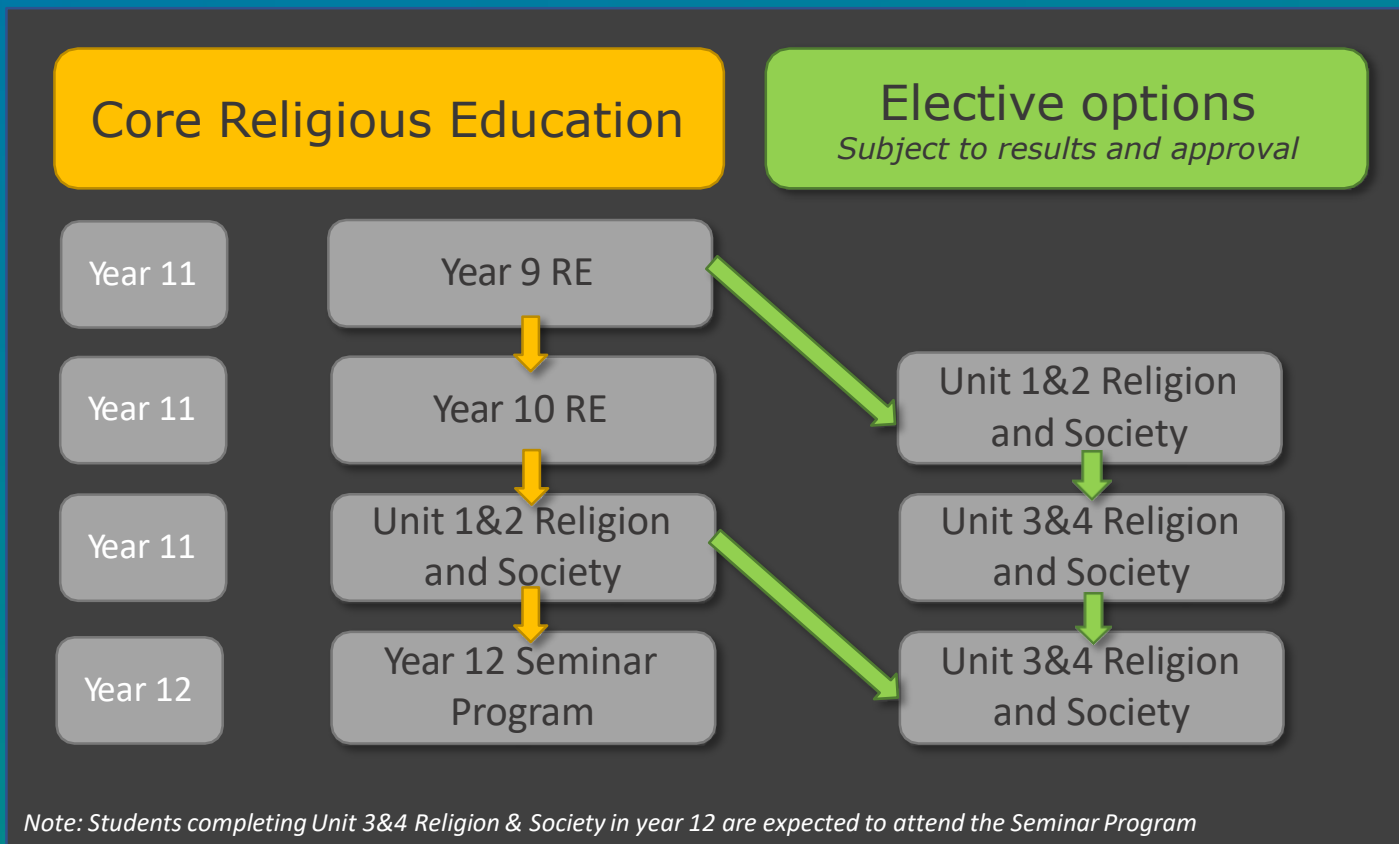 Core Religious Education
Elective options
Subject to results and approval
Year 11
Year 9 RE
Year 11
Year 10 RE
Unit 1&2 Religion
and Society
Year 11
Unit 1&2 Religion
and Society
Unit 3&4 Religion
and Society
Year 12
Year 12 Seminar
Program
Unit 3&4 Religion
and Society
Note: Students completing Unit 3&4 Religion & Society in year 12 are expected to attend the Seminar Program